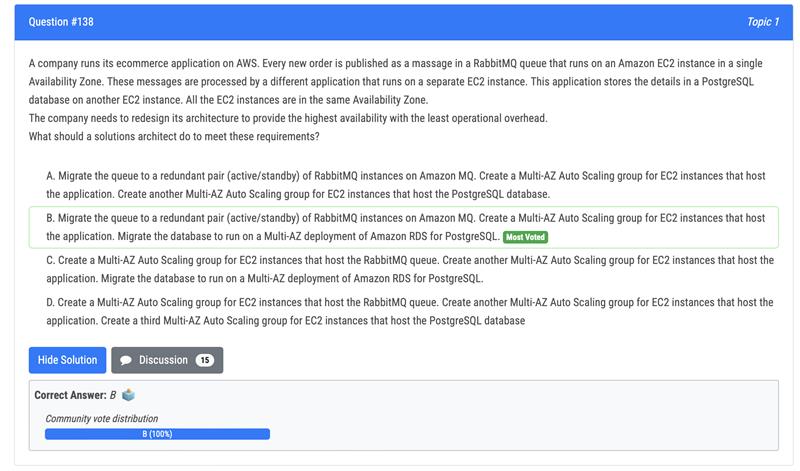 Question #138
Topic 1
A company runs its ecommerce application on AWS. Every new order is published as a massage in a RabbitMQ queue that runs on an Amazon EC2 instance in a single
Availability Zone. These messages are processed by a different application that runs on a separate EC2 instance. This application stores the details in a PostgreSQL
database on another EC2 instance. All the EC2 instances are in the same Availability Zone.
The company needs to redesign its architecture to provide the highest availability with the least operational overhead.
What should a solutions architect do to meet these requirements?
A. Migrate the queue to a redundant pair (active/standby) of RabbitMQ instances on Amazon MQ. Create a Multi-AZ Auto Scaling group for EC2 instances that host
the application. Create another Multi-AZ Auto Scaling group for EC2 instances that host the PostgreSQL database.
B. Migrate the queue to a redundant pair (active/standby) of RabbitMQ instances on Amazon MQ. Create a Multi-AZ Auto Scaling group for EC2 instances that host
the application. Migrate the database to run on a Multi-AZ deployment of Amazon RDS for PostgreSQL. Most Voted
C. Create a Multi-AZ Auto Scaling group for EC2 instances that host the RabbitMQ queue. Create another Multi-AZ Auto Scaling group for EC2 instances that host the
application. Migrate the database to run on a Multi-AZ deployment of Amazon RDS for PostgreSQL.
D. Create a Multi-AZ Auto Scaling group for EC2 instances that host the RabbitMQ queue. Create another Multi-AZ Auto Scaling group for EC2 instances that host the
application. Create a third Multi-AZ Auto Scaling group for EC2 instances that host the PostgreSQL database
Hide Solution
Discussion 15
Correct Answer: B
Community vote distribution
B (100%)